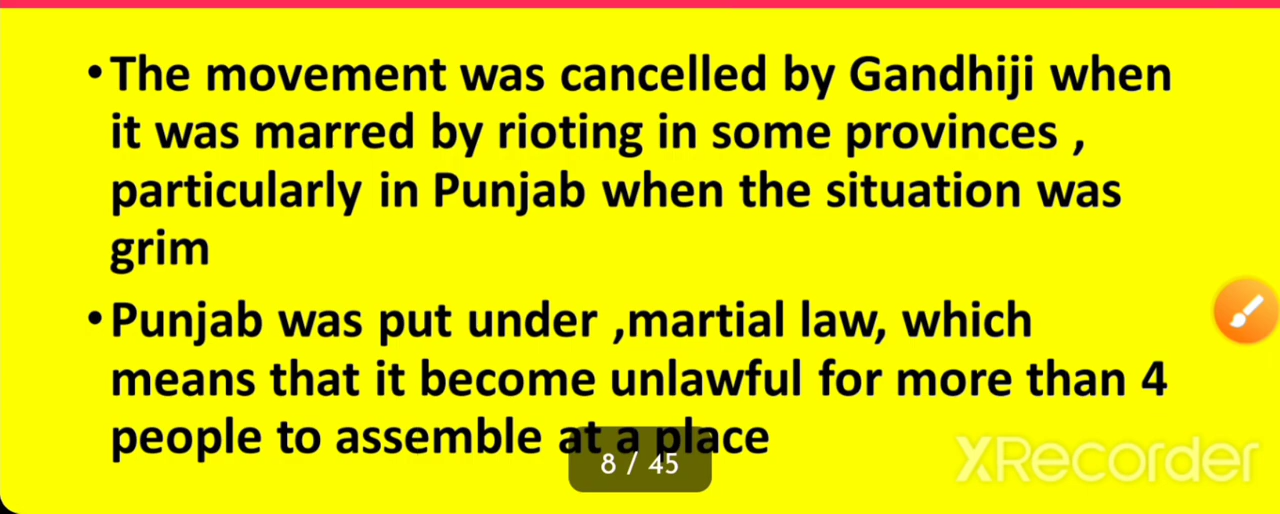 •The movement was cancelled by Gandhiji when
it was marred by rioting in some provinces ,
particularly in Punjab when the situation was
grim
•Punjab was put under ,martial law, which
means that it become unlawful for more than 4
people to assemble at a place
8 / 45
XRecorder